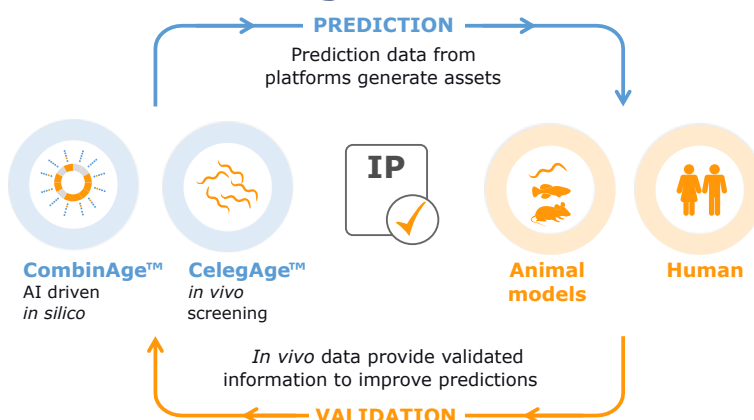 PREDICTION
Prediction data from
platforms generate assets
IP
CombinAge™
AI driven
in silico
CelegAge™
in vivo
screening
Animal
models
Human
In vivo data provide validated
information to improve predictions
VALIDATION